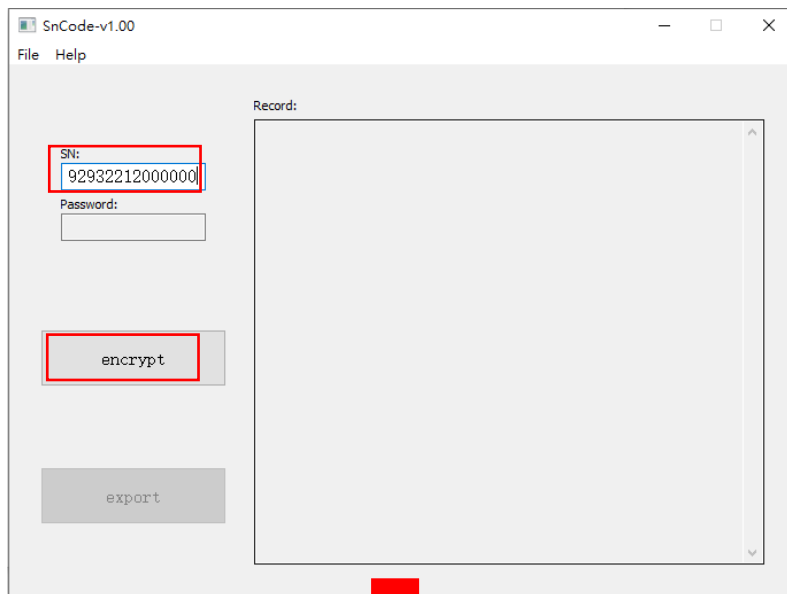 SnCode-v1.00
File Help
Record:
SN:
92932212000000
Password:
encrypt
export